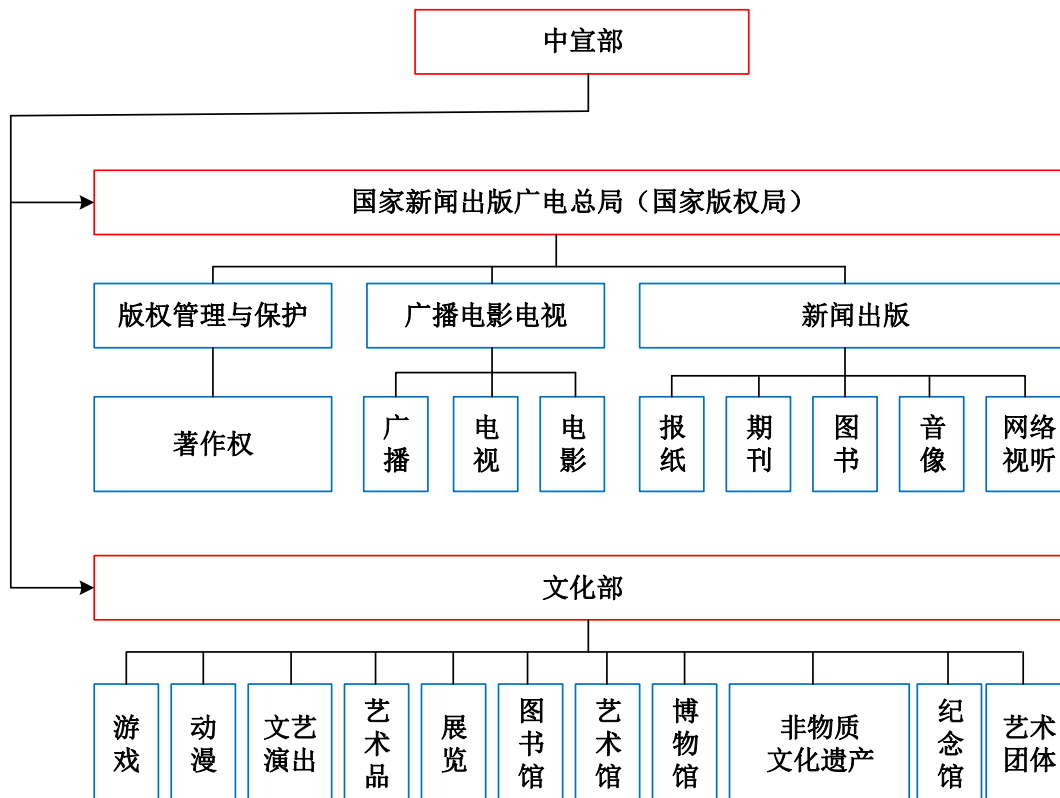 中宣部
国家新闻出版广电总局（国家版权局）
版权管理与保护
广播电影电视
新闻出版
著作权
广播
电视
电影
报纸
期刊
图书
音像
网络
视听
文化部
游戏
动漫
文艺
演出
艺术品
展览
图书馆
艺术馆
博物馆
非物质
文化遗产
纪念馆
艺术
团体